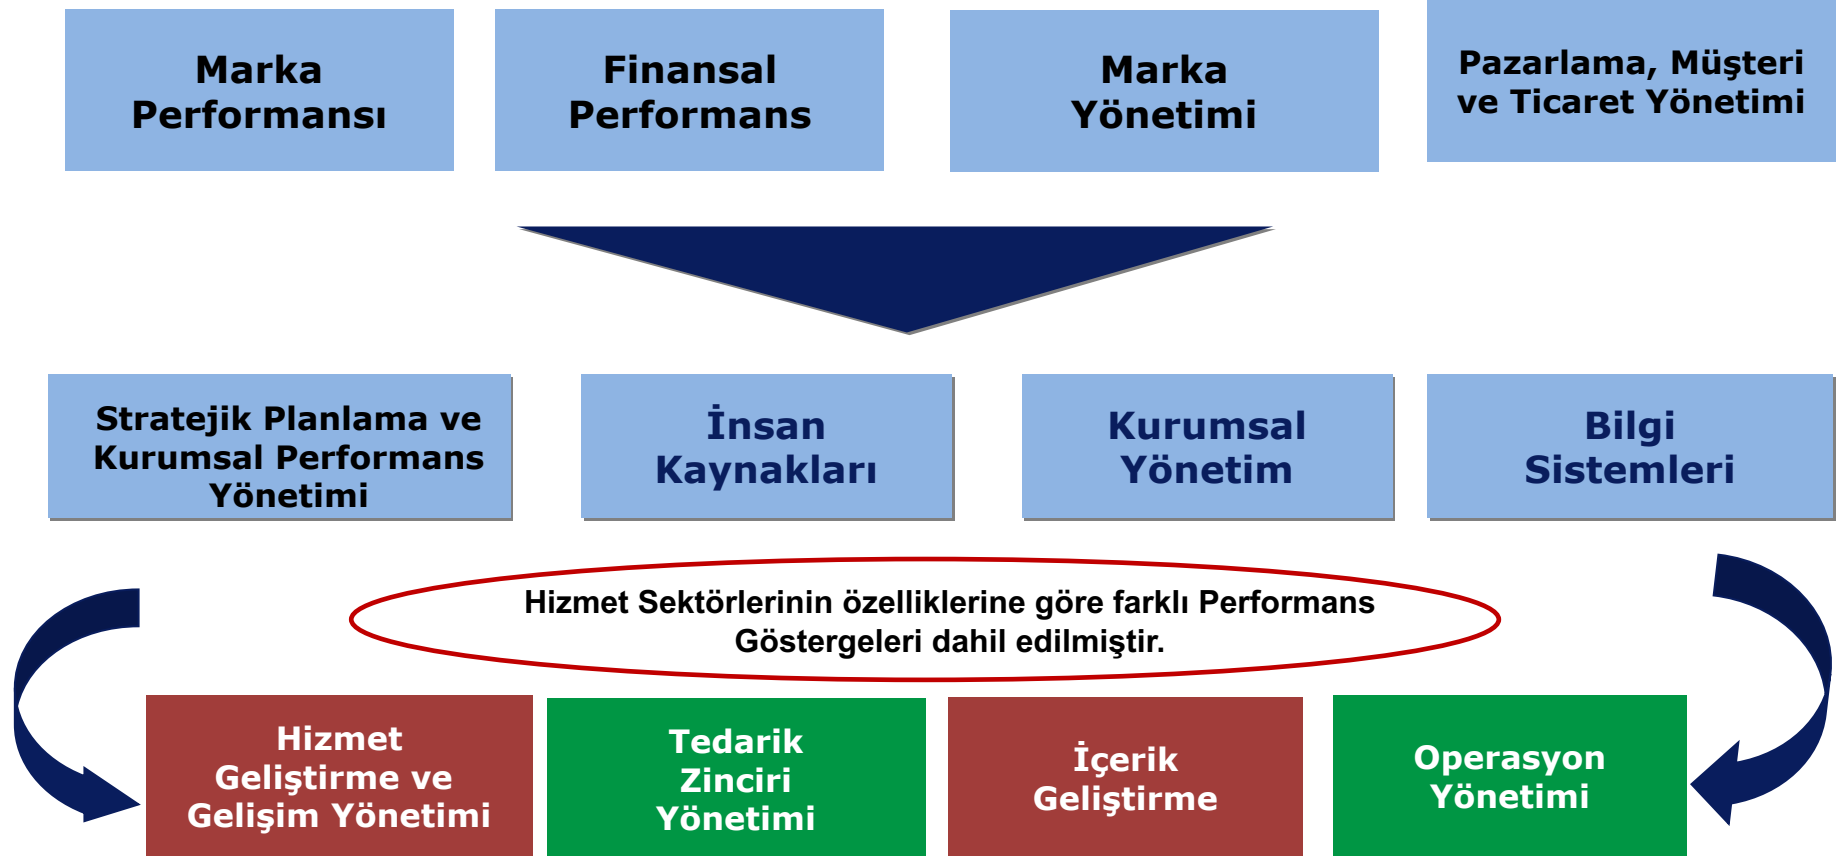 Marka
Performansı
Finansal
Performans
Marka
Yönetimi
Pazarlama, Müşteri
ve Ticaret Yönetimi
Stratejik Planlama ve
Kurumsal Performans
Yönetimi
İnsan
Kaynakları
Kurumsal
Yönetim
Bilgi
Sistemleri
Hizmet Sektörlerinin özelliklerine göre farklı Performans
Göstergeleri dahil edilmiştir.
Hizmet
Geliştirme ve
Gelişim Yönetimi
Tedarik
Zinciri
Yönetimi
İçerik
Geliştirme
Operasyon
Yönetimi